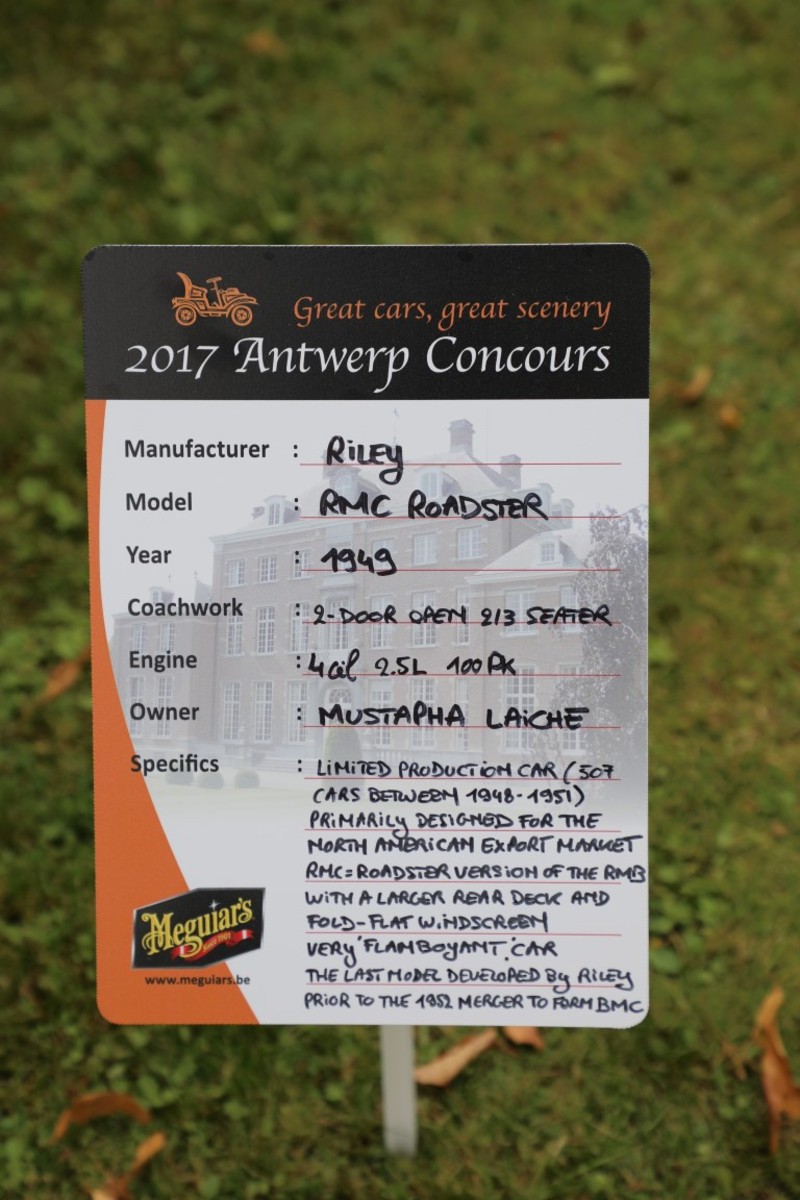 Great cars, great scenery
2017 Antwerp Concours
Manufacturer : RILEY
Model : RMC ROADSTER
Year : 1949
Coachwork : 2-DOOR OPEN 2/3 SEATER
Engine : 4 cil 2.5L 100 PK
Owner : MUSTAPHA LAICHE
Specifics : LIMITED PRODUCTION CAR (507
CARS BETWEEN 1948-1951)
PRIMARILY DESIGNED FOR THE
NORTH AMERICAN EXPORT MARKET
RMC=ROADSTER VERSION OF THE RMB
WITH A LARGER REAR DECK AND
FOLD-FLAT WINDSCREEN
VERY 'FLAMBOYANT' CAR
THE LAST MODEL DEVELOPED By RILEY
PRIOR TO THE 1952 MERGER TO FORM BMC
Meguiar's
Since 1901
www.meguiars.be